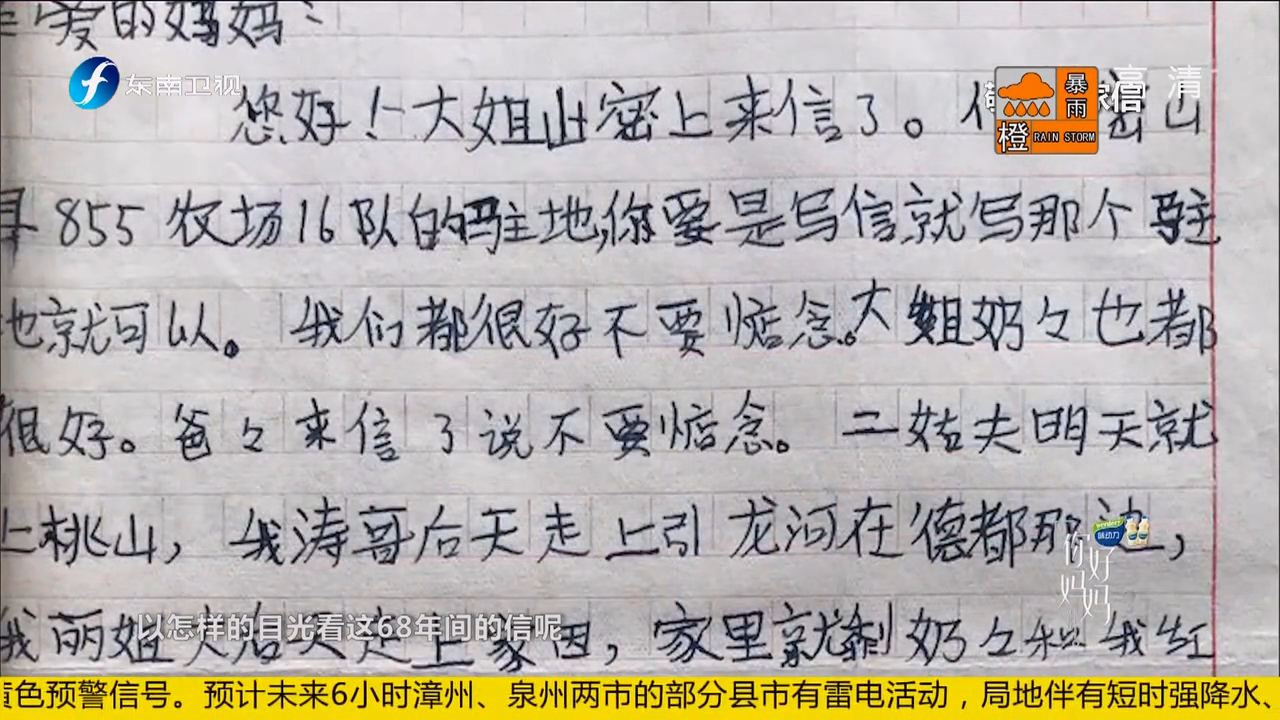 爱的妈妈:
东南卫视
高清
暴雨
橙
RAIN STORM
您好!大姐从密上来信了。
855农场16队的驻地,你要是写信就写那个驻
也就可以。我们都很好不要惦念。大姐奶々也都
很好。爸々来信了说不要惦念。二姑夫明天就
上桃山,我涛哥后天走上引龙河在德都那边,
我丽姐大后天走上家,家里就剩奶々和我红
你好妈妈
以怎样的目光看这68年间的信呢
黄色预警信号。预计未来6小时漳州、泉州两市的部分县市有雷电活动,局地伴有短时强降水、